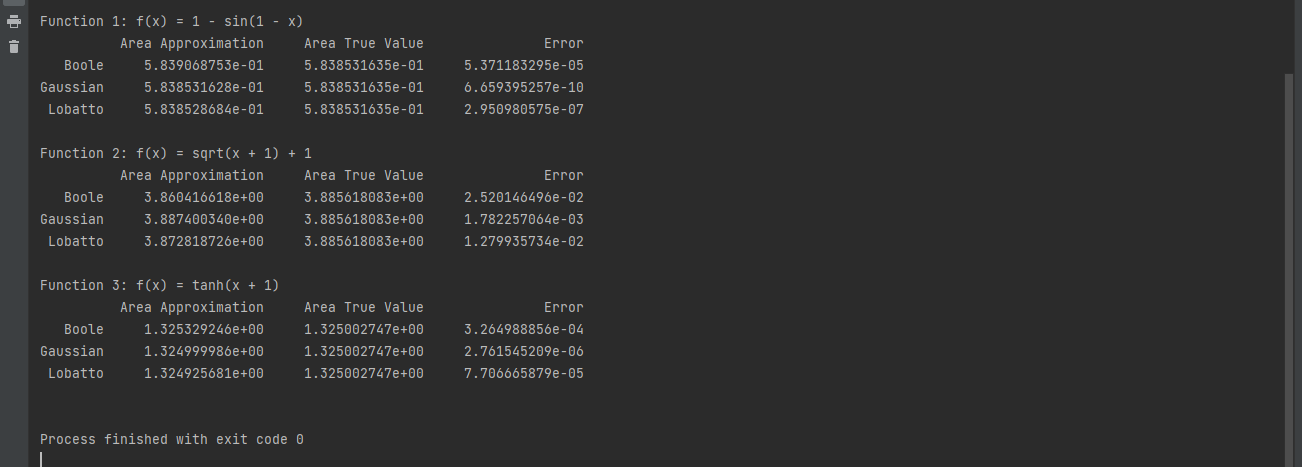 Function 1: f(x) = 1 - sin(1 - x)
Area Approximation Area True Value Error
Boole 5.839068753e-01 5.838531635e-01 5.371183295e-05
Gaussian 5.838531628e-01 5.838531635e-01 6.659395257e-10
Lobatto 5.838528684e-01 5.838531635e-01 2.950980575e-07
Function 2: f(x) = sqrt(x + 1) + 1
Area Approximation Area True Value Error
Boole 3.860416618e+00 3.885618083e+00 2.520146496e-02
Gaussian 3.887400340e+00 3.885618083e+00 1.782257064e-03
Lobatto 3.872818726e+00 3.885618083e+00 1.279935734e-02
Function 3: f(x) = tanh(x + 1)
Area Approximation Area True Value Error
Boole 1.325329246e+00 1.325002747e+00 3.264988856e-04
Gaussian 1.324999986e+00 1.325002747e+00 2.761545209e-06
Lobatto 1.324925681e+00 1.325002747e+00 7.706665879e-05
Process finished with exit code 0